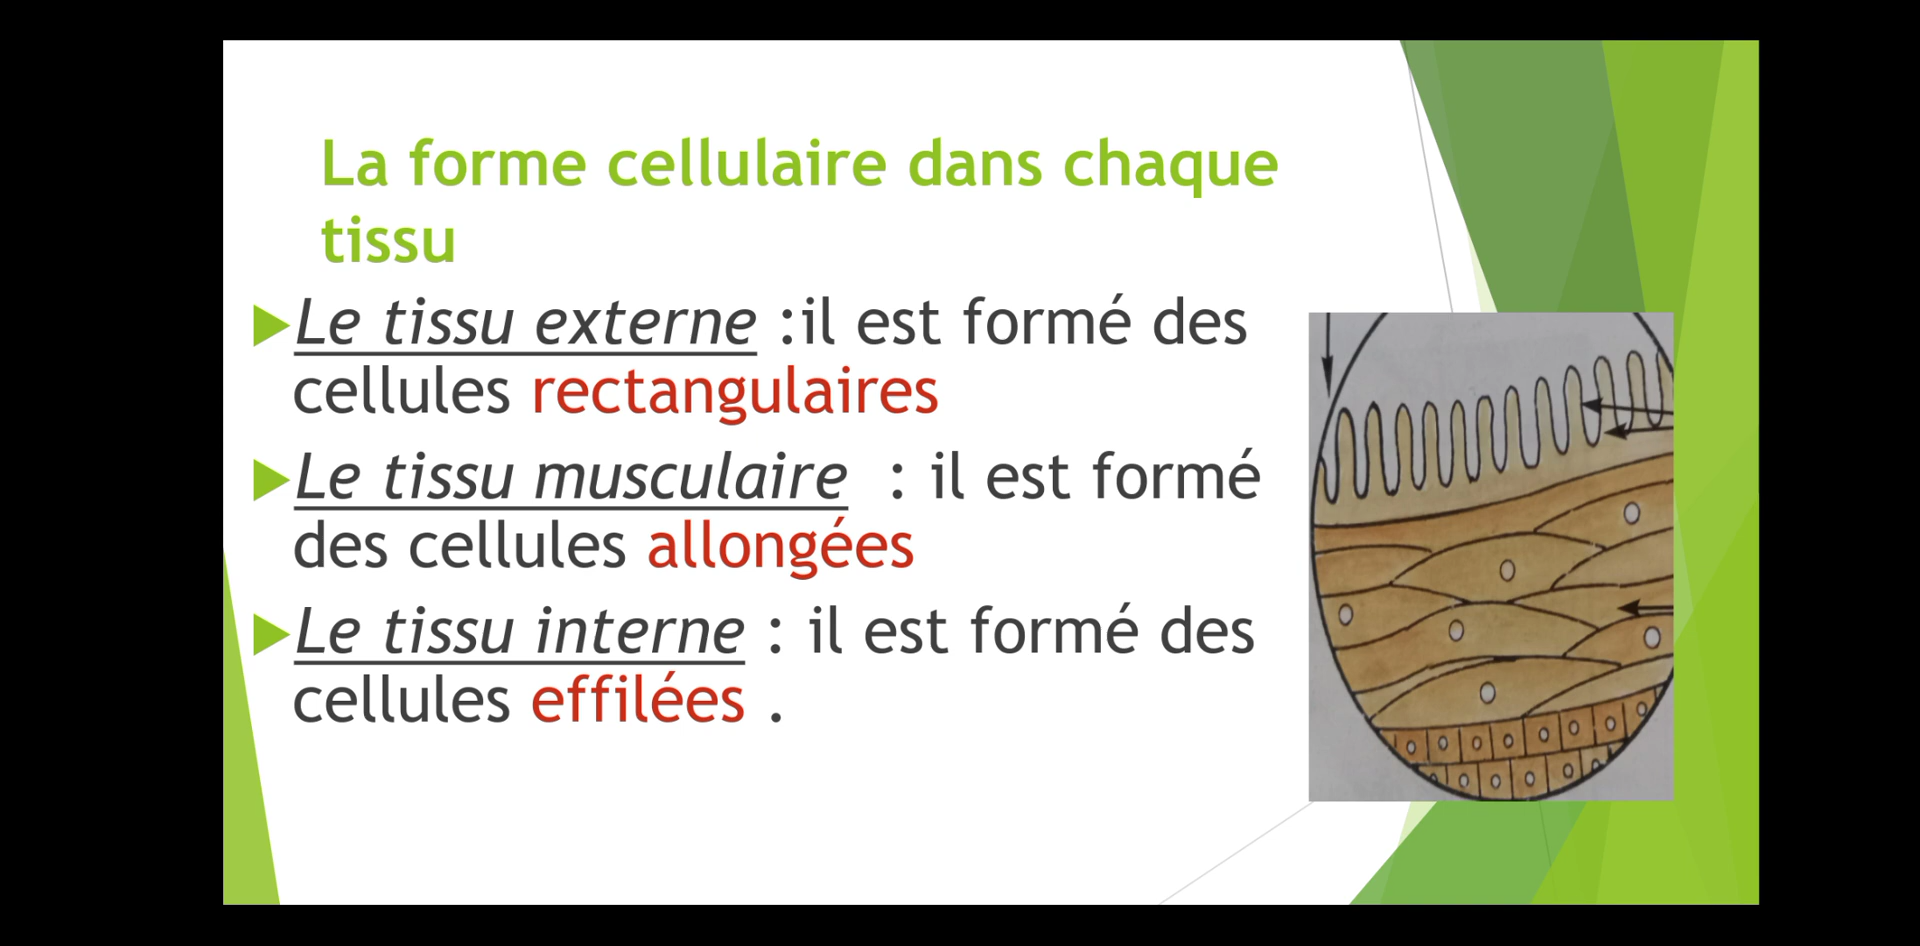 La forme cellulaire dans chaque
tissu
Le tissu externe :il est formé des
cellules rectangulaires
Le tissu musculaire : il est formé
des cellules allongées
Le tissu interne : il est formé des
cellules effilées .